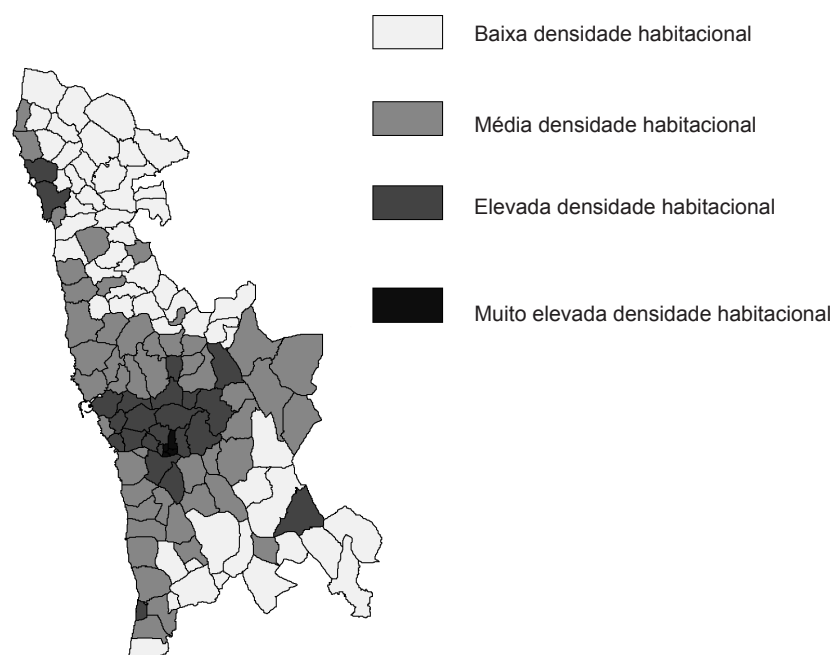 Baixa densidade habitacional
Média densidade habitacional
Elevada densidade habitacional
Muito elevada densidade habitacional